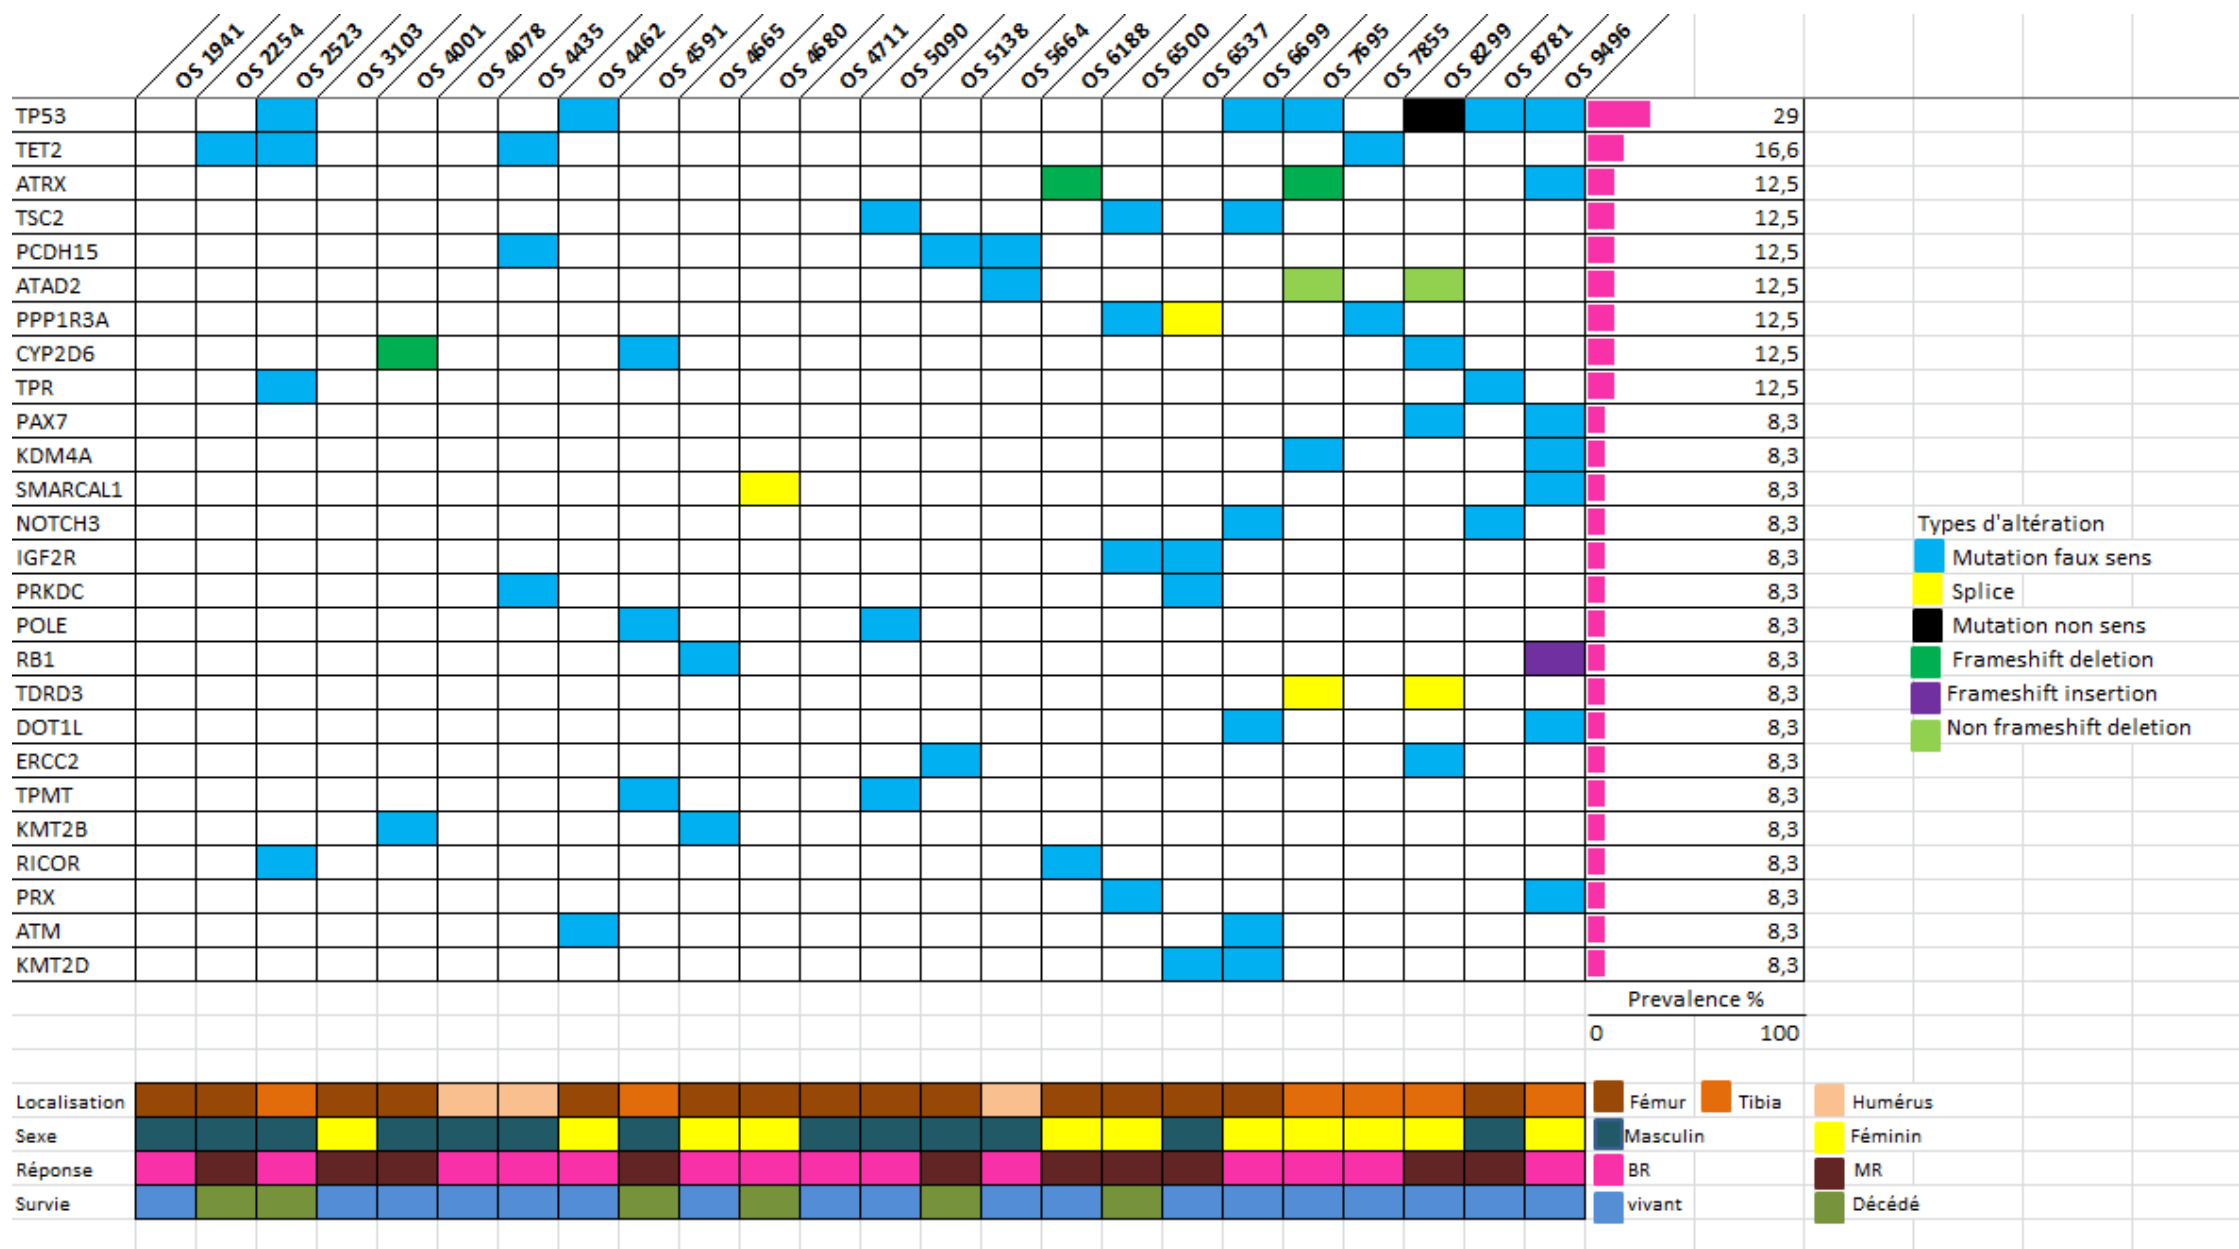 OS 1941 OS 2254 OS 2523 OS 3103 OS 4001 OS 4078 OS 4435 OS 4462 OS 4591 OS 4665 OS 4680 OS 4711 OS 5090 OS 5138 OS 5664 OS 6188 OS 6500 OS 6537 OS 6699 OS 7695 OS 7855 OS 8299 OS 8781 OS 9496
TP53 29
TET2 16,6
ATRX 12,5
TSC2 12,5
PCDH15 12,5
ATAD2 12,5
PPP1R3A 12,5
CYP2D6 12,5
TPR 12,5
PAX7 8,3
KDM4A 8,3
SMARCAL1 8,3
NOTCH3 8,3
IGF2R 8,3
PRKDC 8,3
POLE 8,3
RB1 8,3
TDRD3 8,3
DOT1L 8,3
ERCC2 8,3
TPMT 8,3
KMT2B 8,3
RICOR 8,3
PRX 8,3
ATM 8,3
KMT2D 8,3
Prevalence %
0 100
Types d'altération
Mutation faux sens
Splice
Mutation non sens
Frameshift deletion
Frameshift insertion
Non frameshift deletion
Localisation Fémur Tibia Humérus
Sexe Masculin Féminin
Réponse BR MR
Survie vivant Décédé